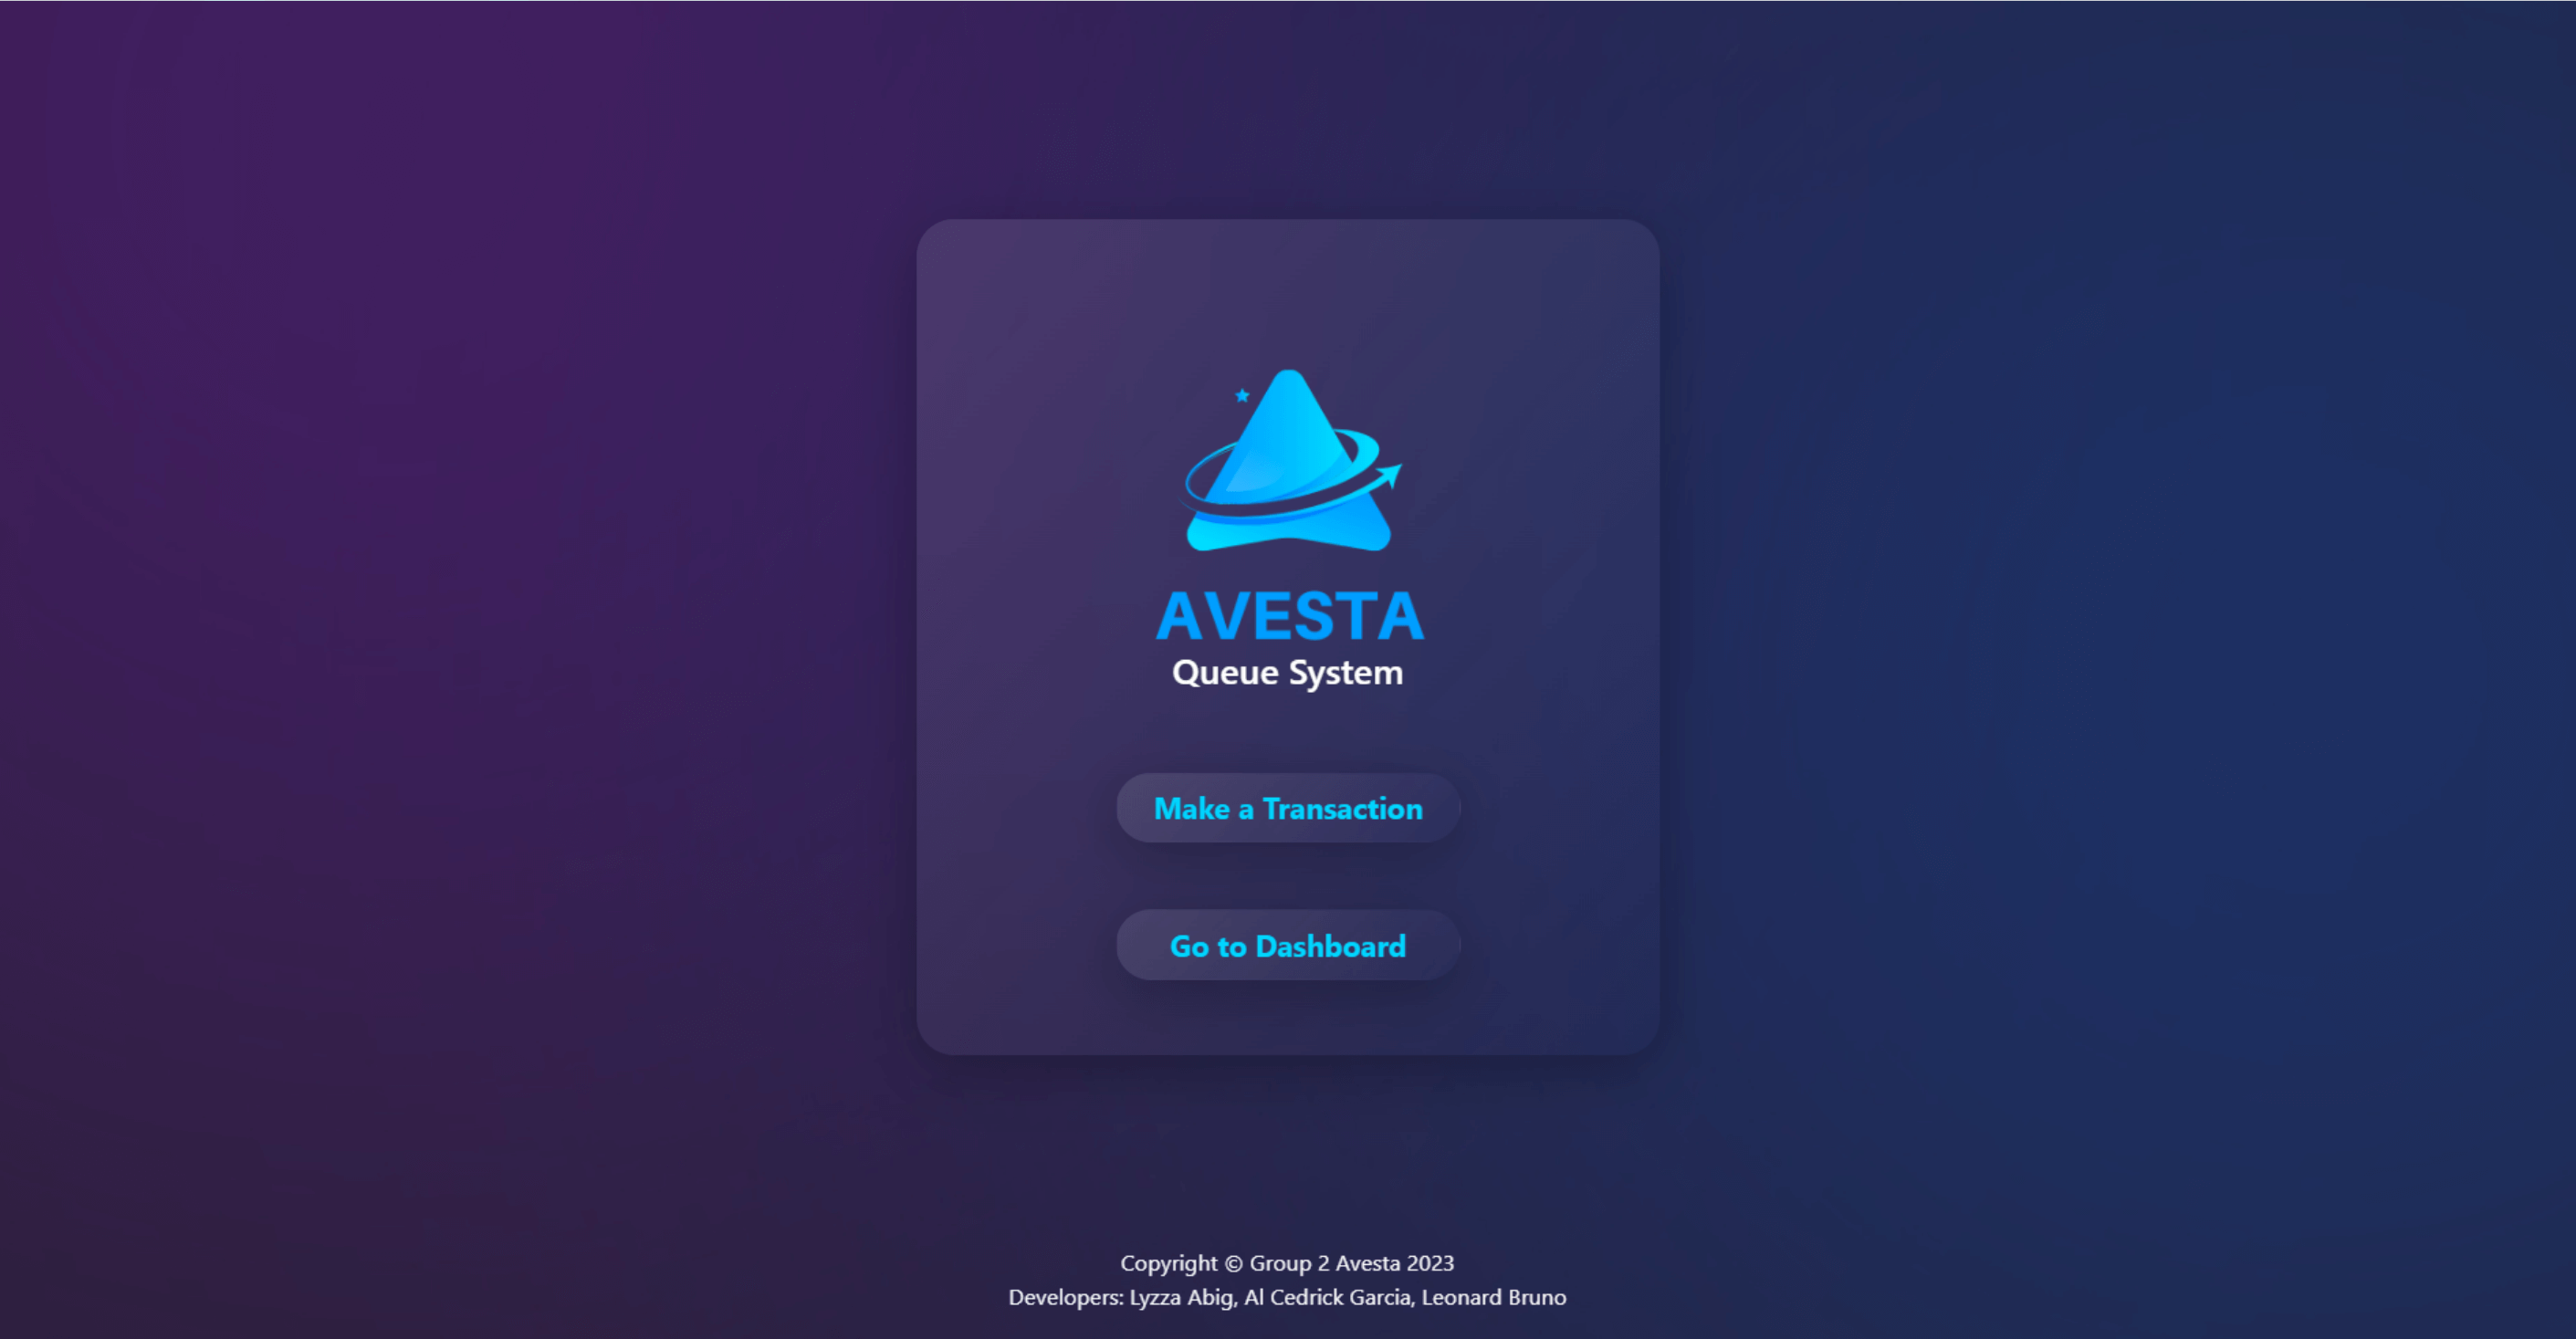 AVESTA
Queue System
Make a Transaction
Go to Dashboard
Copyright © Group 2 Avesta 2023
Developers: Lyzza Abig, Al Cedrick Garcia, Leonard Bruno